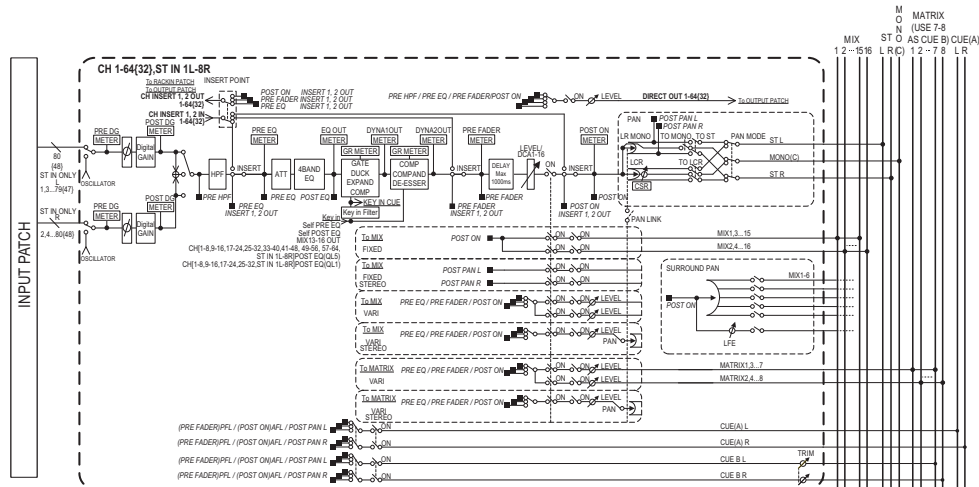 MIX
1 2 ··· 15 16
ST
L R
MONO
(C)
MATRIX
(USE 7-8
AS CUE B)
1 2 ·· 7 8
CUE(A)
L R
INPUT PATCH
CH 1-64{32},ST IN 1L-8R
To RACKIN PATCH
To OUTPUT PATCH
INSERT POINT
CH INSERT 1, 2 OUT
1-64{32}
CH INSERT 1, 2 IN
1-64{32}
POST ON INSERT 1, 2 OUT
PRE FADER INSERT 1, 2 OUT
PRE EQ INSERT 1, 2 OUT
PRE HPF / PRE EQ / PRE FADER/POST ON
ON
LEVEL
DIRECT OUT 1-64{32}
To OUTPUT PATCH
PRE DG
METER
POST DG
METER
Digital
GAIN
80
(48)
ST IN ONLY
L
1,3...79(47)
OSCILLATOR
ST IN ONLY
R
2,4...80(48)
PRE DG
METER
POST DG
METER
Digital
GAIN
OSCILLATOR
HPF
PRE HPF
INSERT
PRE EQ
INSERT 1, 2 OUT
PRE EQ
METER
ATT
PRE EQ
4BAND
EQ
POST EQ
EQ OUT
METER
DYNA1OUT
METER
GR METER
GATE
DUCK
EXPAND
COMP
KEY IN CUE
Key in Filter
DYNA2OUT
METER
GR METER
COMP
COMPAND
DE-ESSER
INSERT
PRE FADER
INSERT 1, 2 OUT
PRE FADER
METER
PRE FADER
DELAY
Max
1000ms
LEVEL/
DCA1-16
ON
INSERT
POST ON
INSERT 1, 2 OUT
POST ON
METER
POST ON
PAN
POST PAN L
POST PAN R
LR MONO
TO MONO, TO ST
PAN MODE
LCR
TO LCR
CSR
ST L
MONO(C)
ST R
PAN LINK
Key in
Self PRE EQ
Self POST EQ
MIX13-16 OUT
CH[1-8,9-16,17-24,25-32,33-40,41-48, 49-56, 57-64,
ST IN 1L-8R]POST EQ(QL5)
CH[1-8,9-16,17-24,25-32,ST IN 1L-8R]POST EQ(QL1)
To MIX
FIXED
POST ON
ON
ON
ON
ON
MIX1,3...15
MIX2,4...16
To MIX
FIXED
STEREO
POST PAN L
POST PAN R
ON
ON
ON
ON
To MIX
VARI
PRE EQ / PRE FADER / POST ON
ON
ON
LEVEL
ON
ON
LEVEL
To MIX
VARI
STEREO
PRE EQ / PRE FADER / POST ON
ON
ON
LEVEL
PAN
To MATRIX
VARI
PRE EQ / PRE FADER / POST ON
ON
ON
LEVEL
ON
ON
LEVEL
MATRIX1,3...7
MATRIX2,4...8
To MATRIX
VARI
STEREO
PRE EQ / PRE FADER / POST ON
ON
ON
LEVEL
PAN
SURROUND PAN
MIX1-6
POST ON
LFE
(PRE FADER)PFL / (POST ON)AFL / POST PAN L
ON
CUE(A) L
(PRE FADER)PFL / (POST ON)AFL / POST PAN R
ON
CUE(A) R
(PRE FADER)PFL / (POST ON)AFL / POST PAN L
ON
CUE B L
TRIM
(PRE FADER)PFL / (POST ON)AFL / POST PAN R
ON
CUE B R